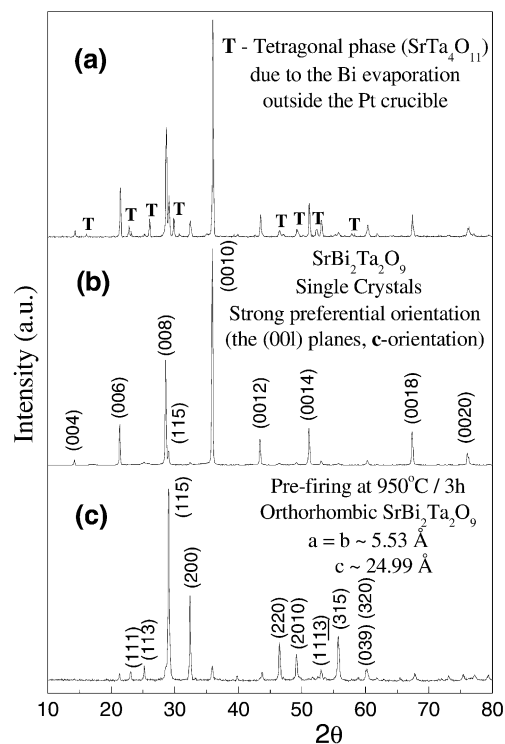 (a)
T - Tetragonal phase (SrTa4O11)
due to the Bi evaporation
outside the Pt crucible
T T T T T T T T
(b)
SrBi2Ta2O9
Single Crystals
Strong preferential orientation
(the (00l) planes, c-orientation)
(004) (006) (008) (115) (0010) (0012) (0014) (0018) (0020)
(c)
Pre-firing at 950°C / 3h
Orthorhombic SrBi2Ta2O9
a = b ~ 5.53 Å
c ~ 24.99 Å
(111) (113) (115) (200) (220) (2010) (1113) (315) (039) (320)
Intensity (a.u.)
10 20 30 40 50 60 70 80
2θ